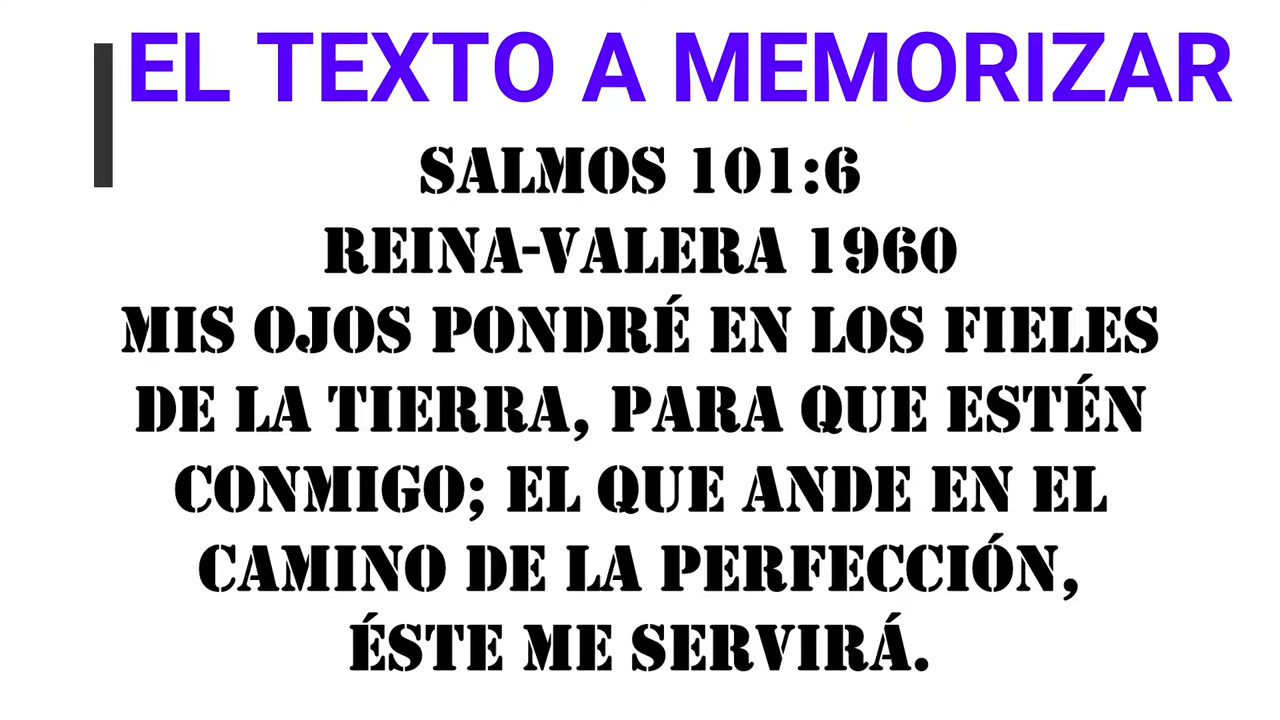 EL TEXTO A MEMORIZAR
SALMOS 101:6
REINA-VALERA 1960
MIS OJOS PONDRÉ EN LOS FIELES
DE LA TIERRA, PARA QUE ESTÉN
CONMIGO; EL QUE ANDE EN EL
CAMINO DE LA PERFECCIÓN,
ÉSTE ME SERVIRÁ.